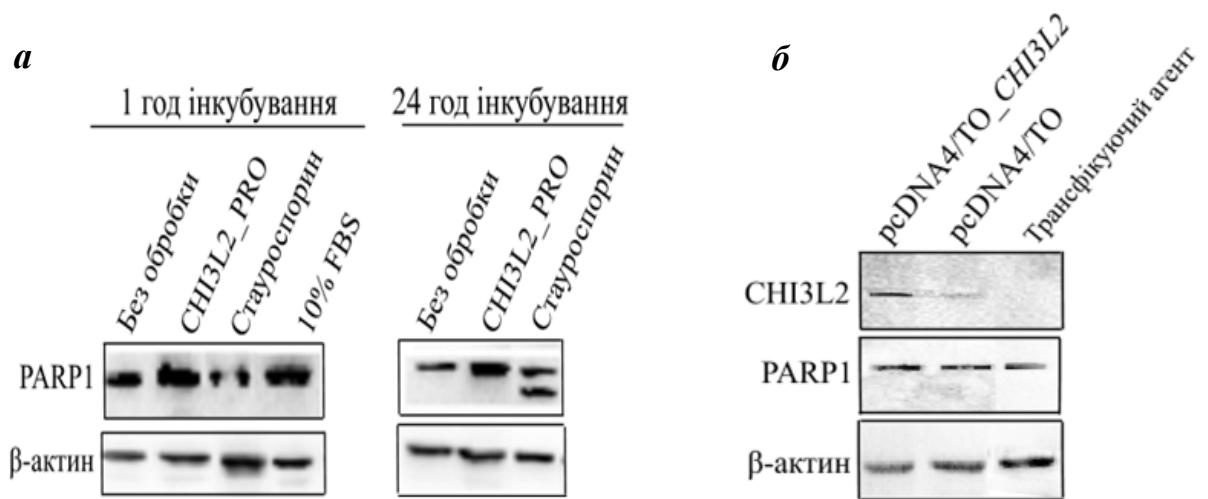 а
1 год інкубування
24 год інкубування
Без обробки
CHI3L2_PRO
Стауроспорин
10% FBS
Без обробки
CHI3L2_PRO
Стауроспорин
PARP1
β-актин
б
pcDNA4/TO_CHI3L2
pcDNA4/TO
Трансфікуючий агент
CHI3L2
PARP1
β-актин